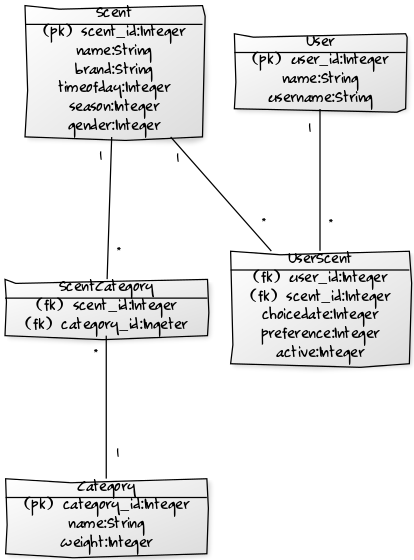 Scent
(pk) scent_id:Integer
name:String
brand:String
timeofday:Integer
season:Integer
gender:Integer
User
(pk) user_id:Integer
name:String
username:String
1
1
1
*
*
*
ScentCategory
(fk) scent_id:Integer
(fk) category_id:Ingeter
UserScent
(fk) user_id:Integer
(fk) scent_id:Integer
choicedate:Integer
preference:Integer
active:Integer
*
1
Category
(pk) category_id:Integer
name:String
weight:Integer